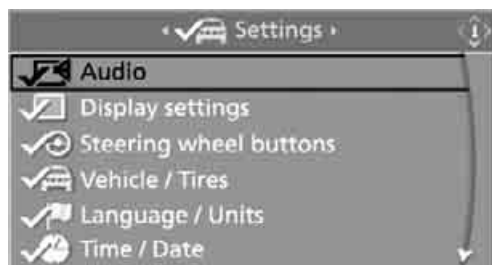 Settings
Audio
Display settings
Steering wheel buttons
Vehicle / Tires
Language / Units
Time / Date